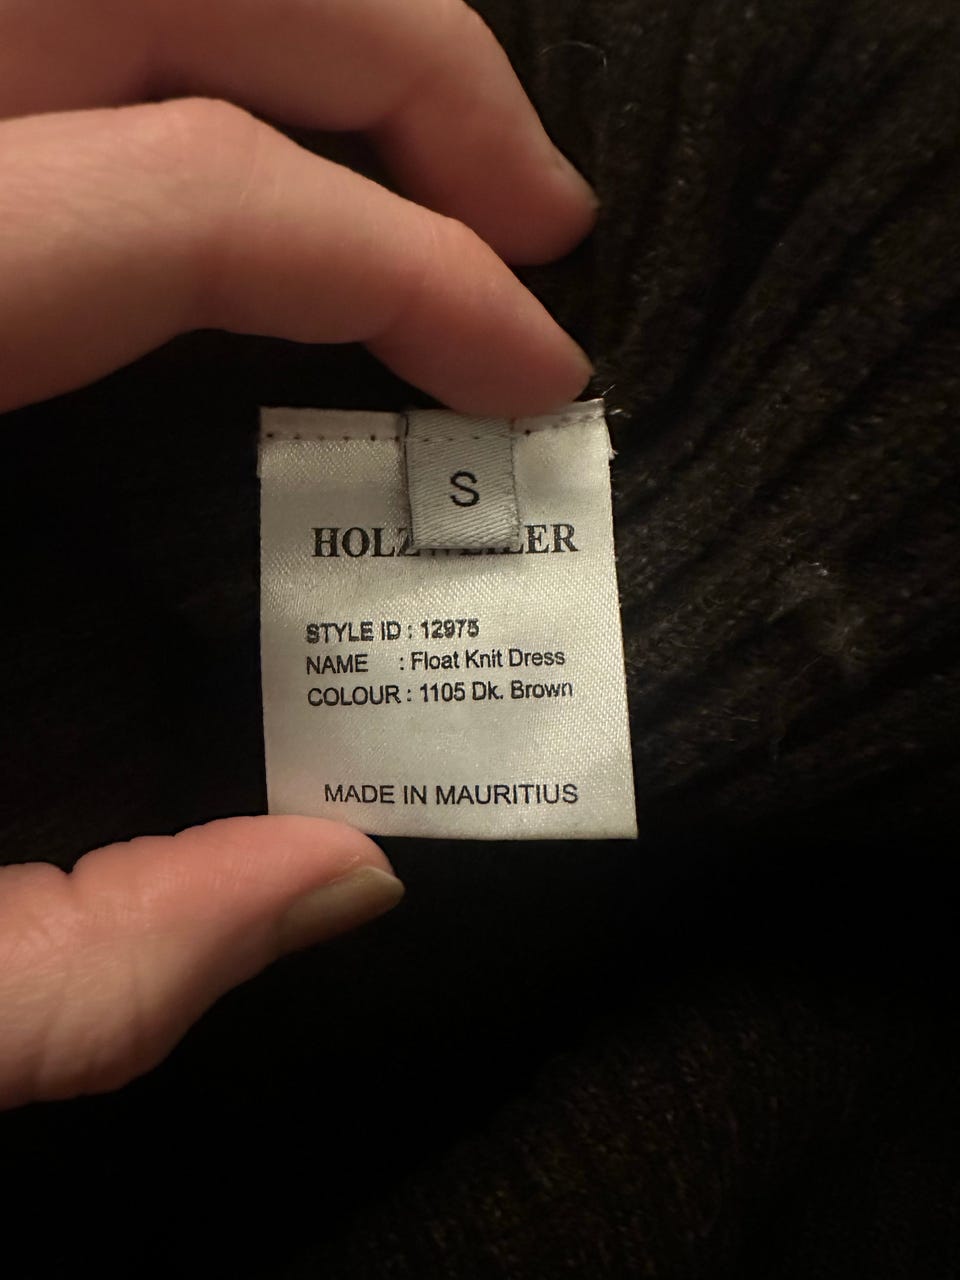 S
HOLZWEILER
STYLE ID : 12975
NAME : Float Knit Dress
COLOUR : 1105 Dk. Brown
MADE IN MAURITIUS